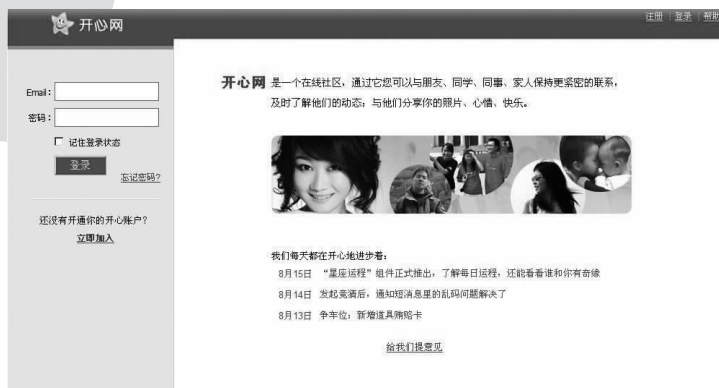 开心网
注册 | 登录 | 帮助
Email:
密码:
记住登录状态
登录
忘记密码?
还没有开通你的开心账户?
立即加入
开心网 是一个在线社区,通过它您可以与朋友、同学、同事、家人保持更紧密的联系,
及时了解他们的动态;与他们分享你的照片、心情、快乐。
我们每天都在开心地进步着:
8月15日 “星座运程”组件正式推出,了解每日运程,还能看看谁和你有奇缘
8月14日 发起竞猜后,通知短消息里的乱码问题解决了
8月13日 争车位:新增道具贿赂卡
给我们提意见